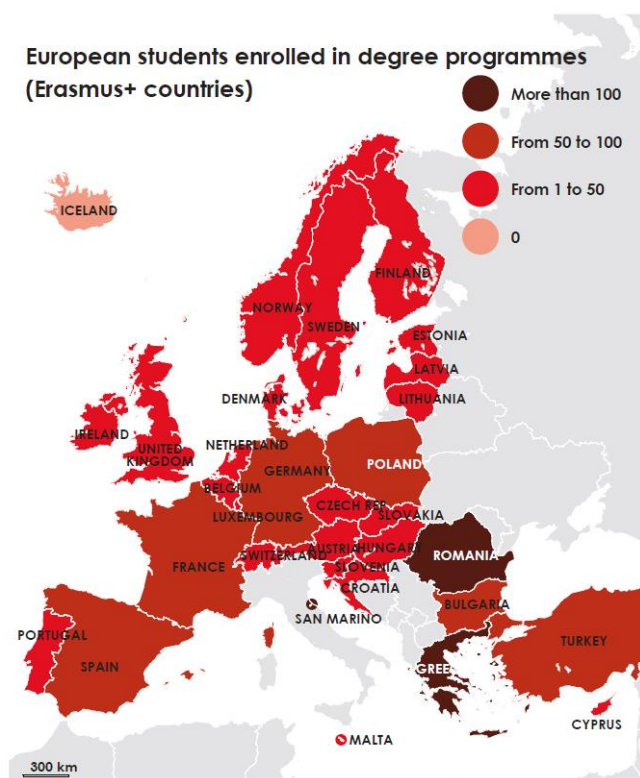 European students enrolled in degree programmes
(Erasmus+ countries)
More than 100
From 50 to 100
From 1 to 50
0
ICELAND
FINLAND
NORWAY
SWEDEN
ESTONIA
LATVIA
DENMARK
LITHUANIA
IRELAND
UNITED
KINGDOM
NETHERLAND
GERMANY
POLAND
BELGIUM
CZECH REP.
SLOVAKIA
LUXEMBOURG
SWITZERLAND
AUSTRIA
HUNGARY
ROMANIA
FRANCE
SLOVENIA
CROATIA
BULGARIA
SAN MARINO
PORTUGAL
SPAIN
TURKEY
GREE
CYPRUS
MALTA
300 km